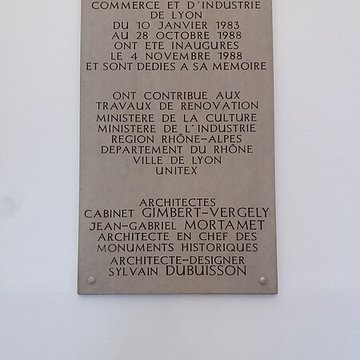 COMMERCE ET D'INDUSTRIE
DE LYON
DU 10 JANVIER 1983
AU 28 OCTOBRE 1988
ONT ETE INAUGURES
LE 4 NOVEMBRE 1988
ET SONT DEDIES A SA MEMOIRE
ONT CONTRIBUE AUX
TRAVAUX DE RENOVATION
MINISTERE DE LA CULTURE
MINISTERE DE L'INDUSTRIE
REGION RHÔNE-ALPES
DEPARTEMENT DU RHÔNE
VILLE DE LYON
UNITEX
ARCHITECTES
CABINET GIMBERT-VERGELY
JEAN-GABRIEL MORTAMET
ARCHITECTE EN CHEF DES
MONUMENTS HISTORIQUES
ARCHITECTE-DESIGNER
SYLVAIN DUBUISSON